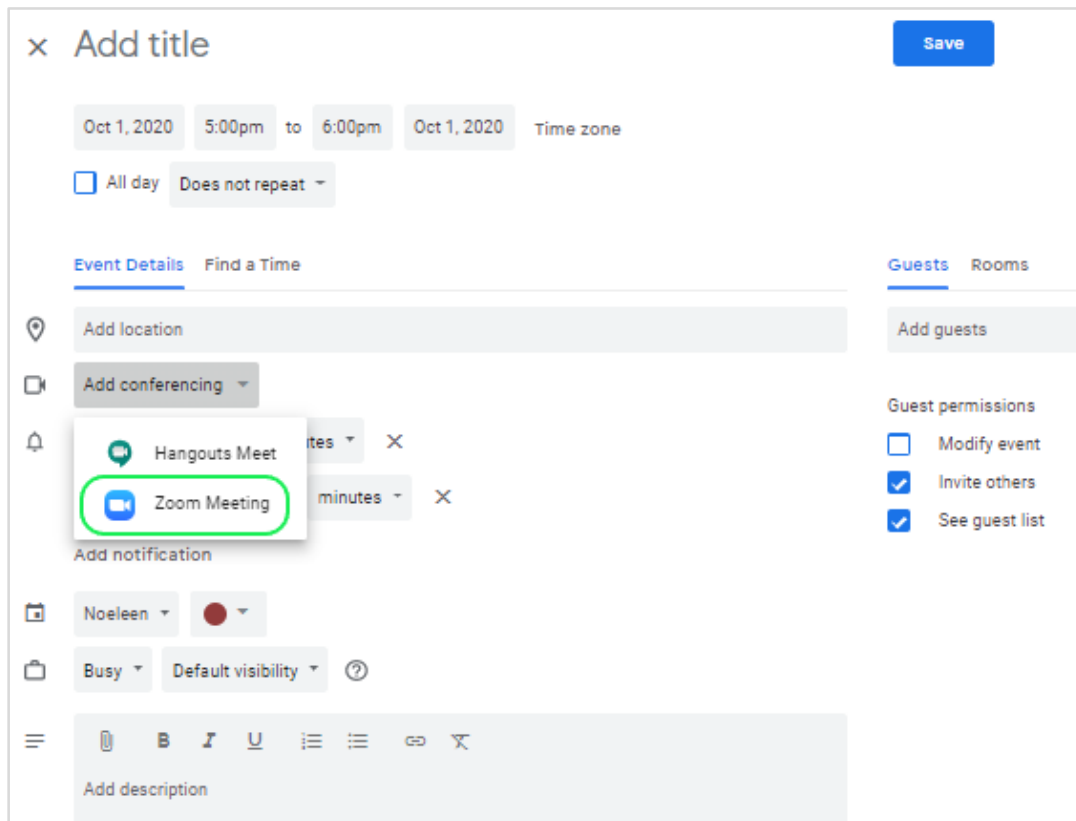 Add title
Save
Oct 1, 2020 5:00pm to 6:00pm Oct 1, 2020 Time zone
All day Does not repeat
Event Details Find a Time
Guests Rooms
Add location
Add guests
Add conferencing
Guest permissions
Hangouts Meet
Modify event
Zoom Meeting
minutes
Invite others
See guest list
Add notification
Noeleen
Busy Default visibility
B I U
Add description